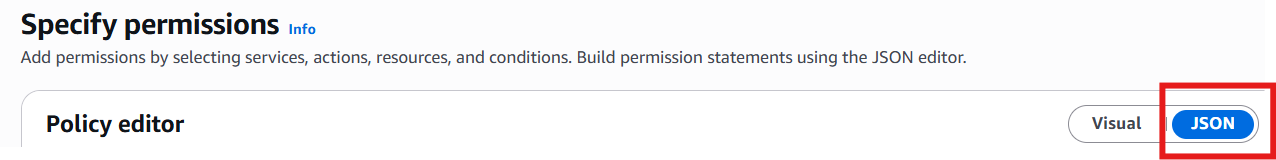 Specify permissions Info
Add permissions by selecting services, actions, resources, and conditions. Build permission statements using the JSON editor.
Policy editor
Visual
JSON